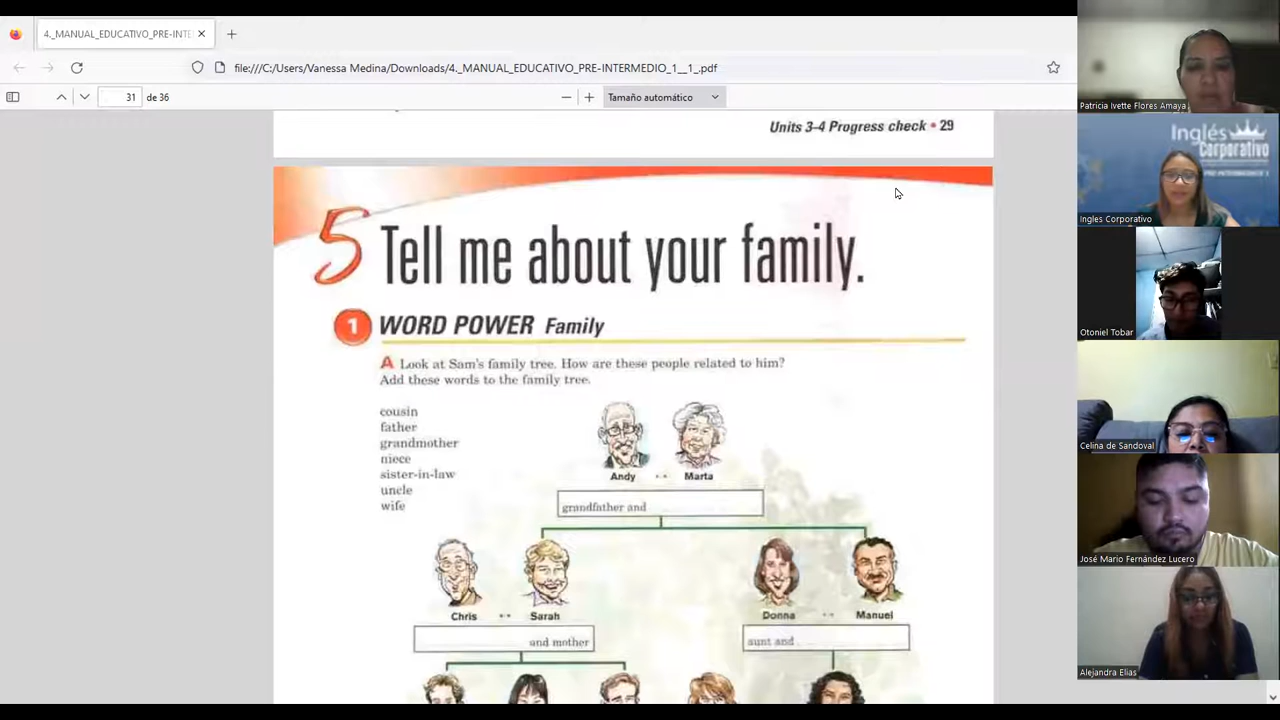 4._MANUAL_EDUCATIVO_PRE-INTE
file:///C:/Users/Vanessa Medina/Downloads/4._MANUAL_EDUCATIVO_PRE-INTERMEDIO_1__1_.pdf
31 de 36
Tamaño automático
Units 3-4 Progress check • 29
5 Tell me about your family.
1 WORD POWER Family
A Look at Sam's family tree. How are these people related to him?
Add these words to the family tree.
cousin
father
grandmother
niece
sister-in-law
uncle
wife
Andy
Marta
grandfather and
Chris
Sarah
Donna
Manuel
and mother
aunt and
Patricia Ivette Flores Amaya
Inglés
Corporativo
Ingles Corporativo
Otoniel Tobar
Celina de Sandoval
José Mario Fernández Lucero
Alejandra Elias